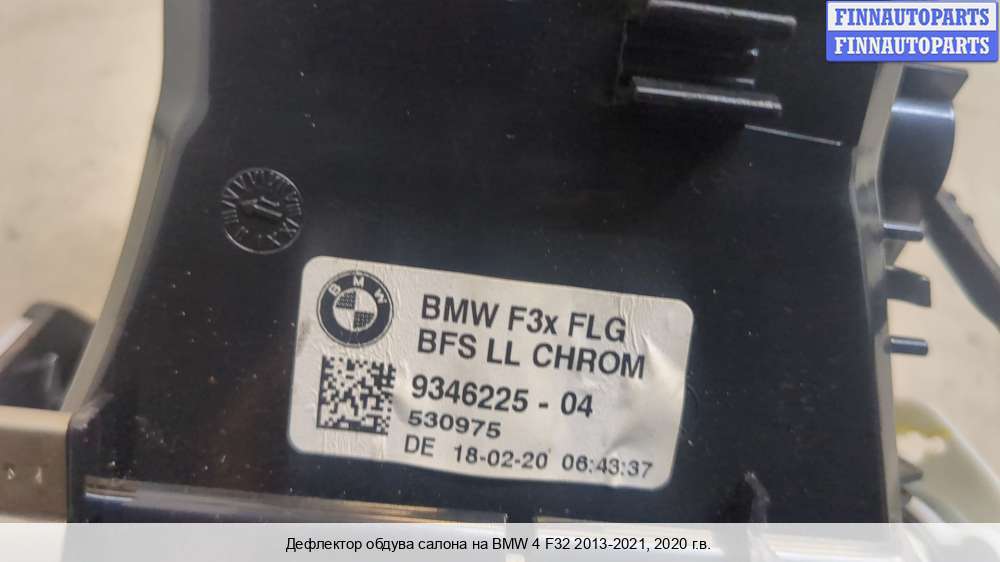 FINNAUTOPARTS
FINNAUTOPARTS
BMW
BMW F3x FLG
BFS LL CHROM
9346225 - 04
530975
DE 18-02-20 06:43:37
Дефлектор обдува салона на BMW 4 F32 2013-2021, 2020 г.в.